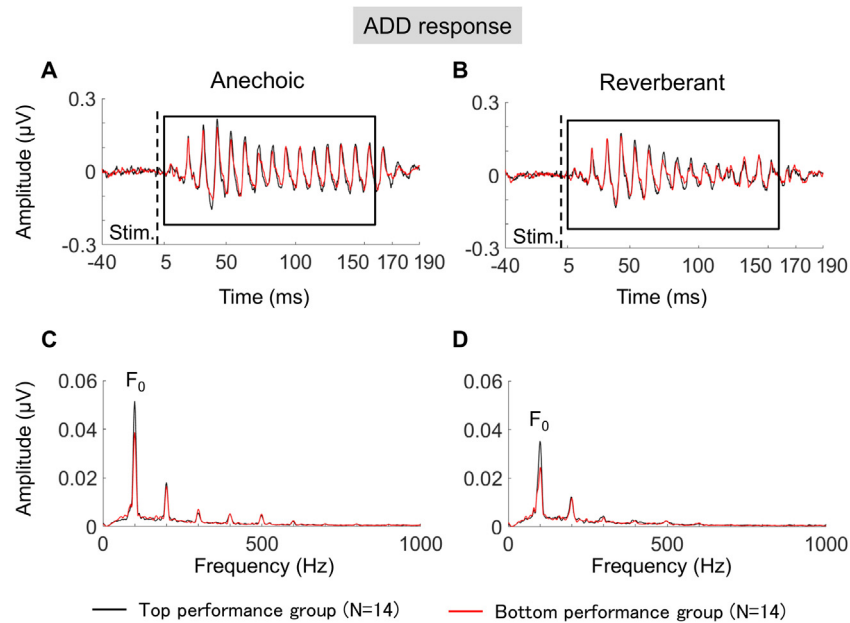 ADD response
A
Anechoic
B
Reverberant
Amplitude (μV)
0.3
0
-0.3
Stim.
-40 5 50 100 150 170 190
Time (ms)
0.3
0
-0.3
Stim.
-40 5 50 100 150 170 190
Time (ms)
C
D
Amplitude (μV)
0.06
0.04
0.02
0
F0
0 500 1000
Frequency (Hz)
0.06
0.04
0.02
0
F0
0 500 1000
Frequency (Hz)
Top performance group (N=14)
Bottom performance group (N=14)